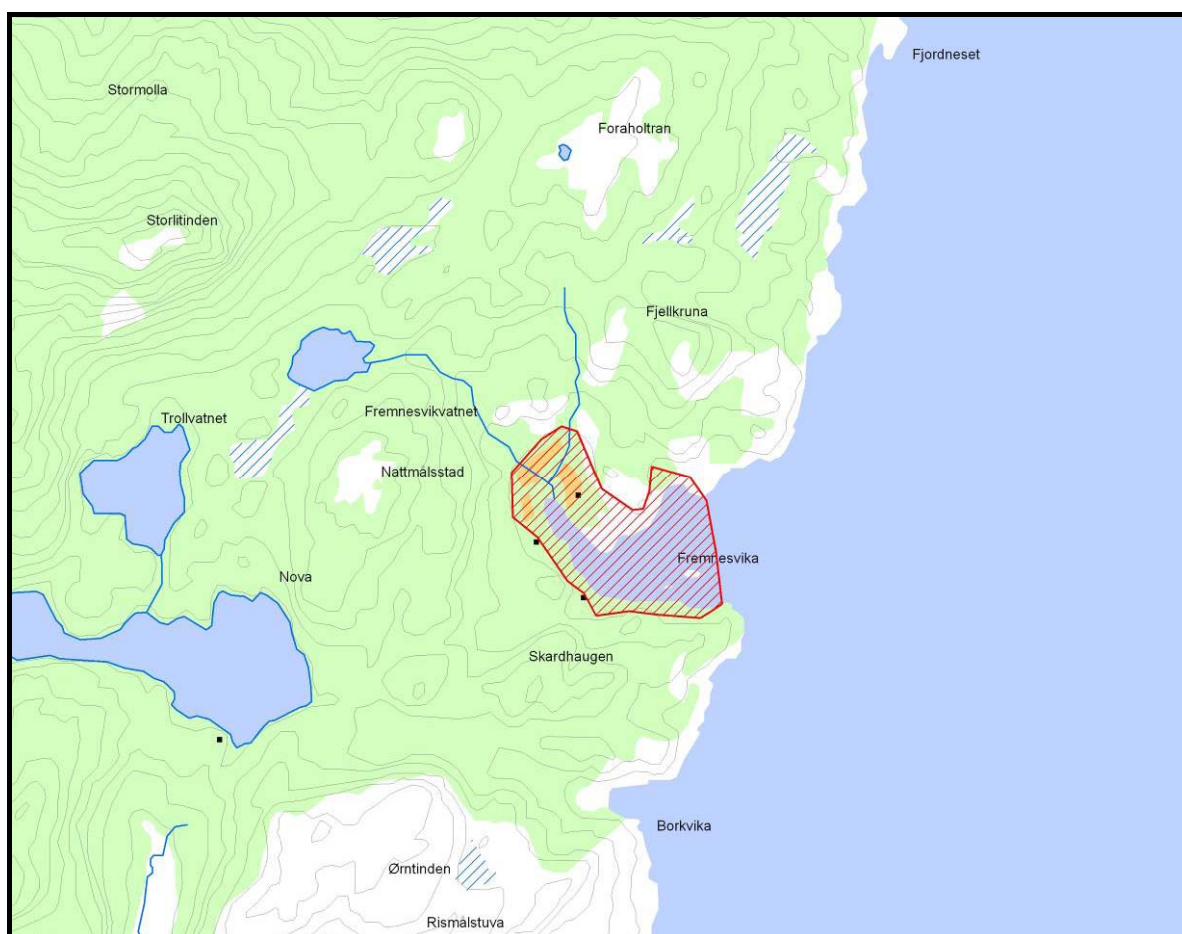 Fjordneset
Stormolla
Foraholtran
Storlitinden
Fjellkruna
Trollvatnet
Fremnesvikvatnet
Nattmålsstad
Fremnesvika
Nova
Skardhaugen
Borkvika
Ørntinden
Rismålstuva